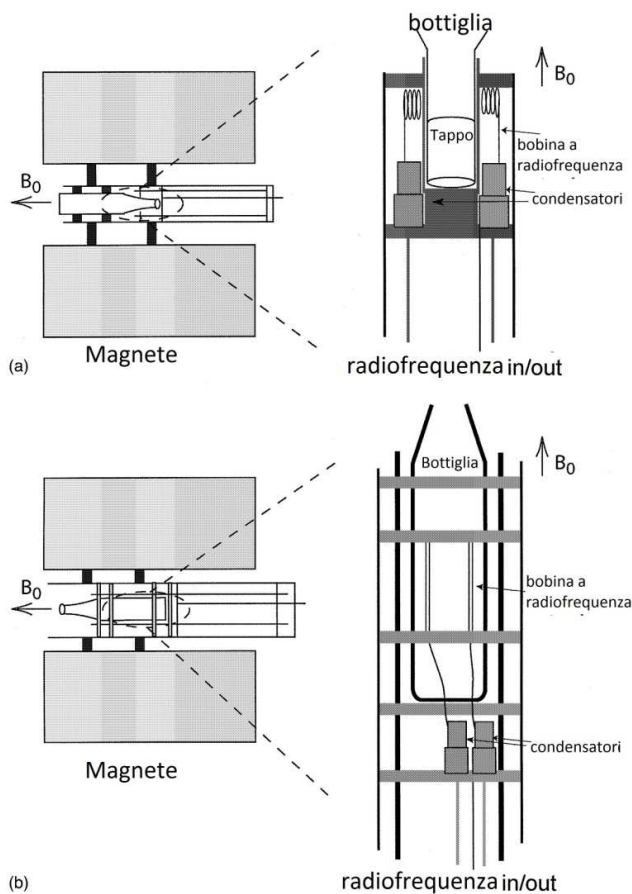 bottiglia
B₀
Tappo
bobina a
radiofrequenza
condensatori
B₀
Magnete
(a)
radiofrequenza in/out
Bottiglia
B₀
B₀
bobina a
radiofrequenza
condensatori
Magnete
(b)
radiofrequenza in/out